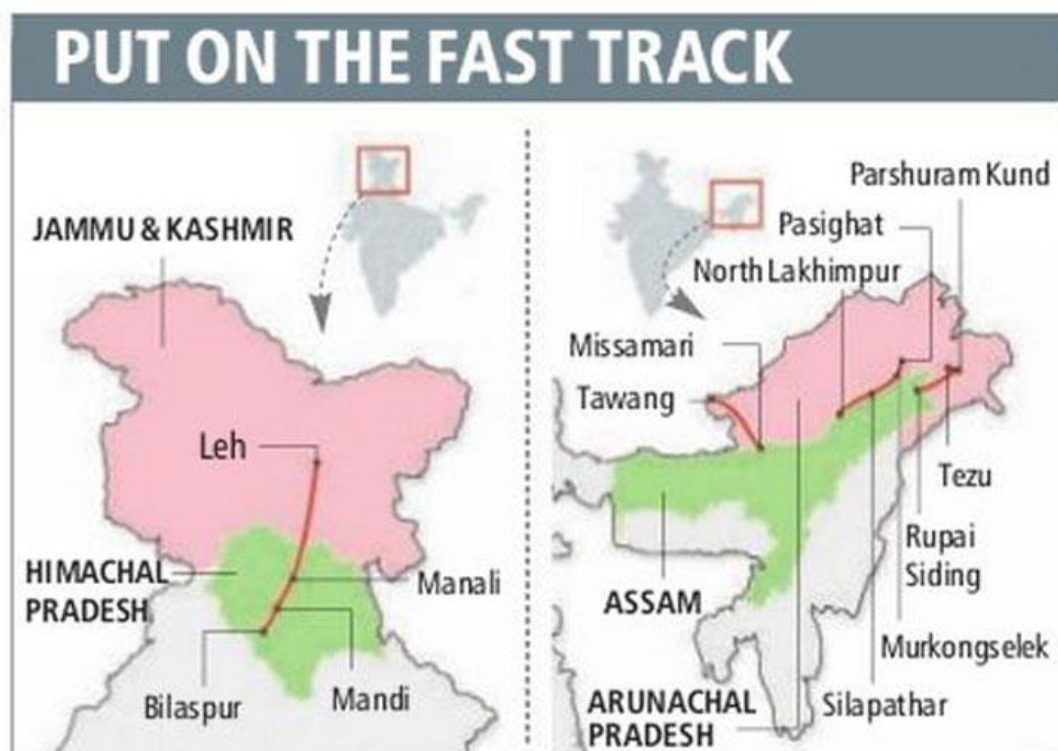 PUT ON THE FAST TRACK
JAMMU & KASHMIR
Leh
HIMACHAL
PRADESH
Manali
Bilaspur
Mandi
Parshuram Kund
Pasighat
North Lakhimpur
Missamari
Tawang
Tezu
Rupai
Siding
ASSAM
Murkongselek
ARUNACHAL
PRADESH
Silapathar